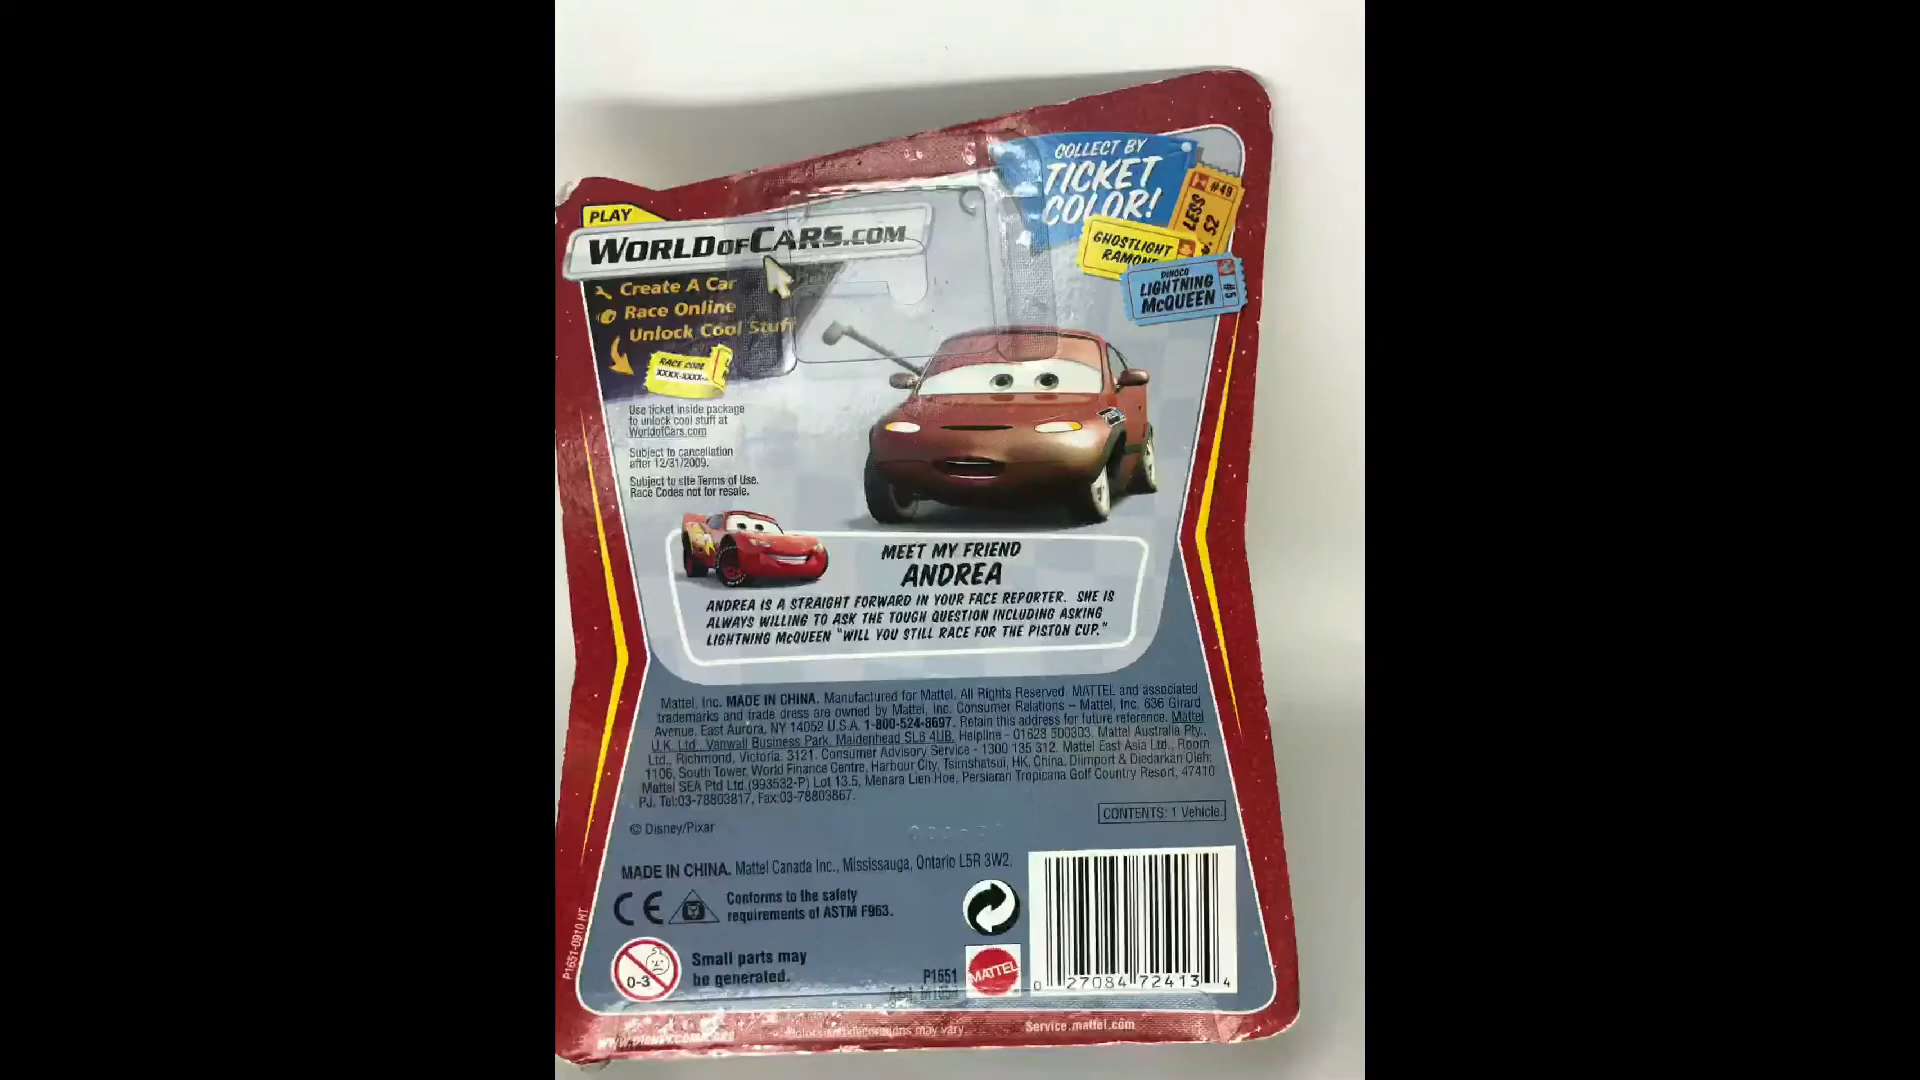 COLLECT BY
TICKET
COLOR!
#49
LESS
52
GHOSTLIGHT
RAMONE
DINOCO
LIGHTNING
McQUEEN
#5
PLAY
WORLDOFCARS.COM
Create A Car
Race Online
Unlock Cool Stuff
RACE CODE
XXXX-XXXX-
Use ticket inside package
to unlock cool stuff at
WorldofCars.com
Subject to cancellation
after 12/31/2009.
Subject to site Terms of Use.
Race Codes not for resale.
MEET MY FRIEND
ANDREA
ANDREA IS A STRAIGHT FORWARD IN YOUR FACE REPORTER. SHE IS
ALWAYS WILLING TO ASK THE TOUGH QUESTION INCLUDING ASKING
LIGHTNING McQUEEN "WILL YOU STILL RACE FOR THE PISTON CUP."
Mattel, Inc. MADE IN CHINA. Manufactured for Mattel. All Rights Reserved. MATTEL and associated
trademarks and trade dress are owned by Mattel, Inc. Consumer Relations – Mattel, Inc. 636 Girard
Avenue, East Aurora, NY 14052 U.S.A. 1-800-524-8697. Retain this address for future reference. Mattel
U.K. Ltd., Vanwall Business Park, Maidenhead SL6 4UB. Helpline - 01628 500303. Mattel Australia Pty.,
Ltd., Richmond, Victoria. 3121. Consumer Advisory Service - 1300 135 312. Mattel East Asia Ltd., Room
1106, South Tower, World Finance Centre, Harbour City, Tsimshatsui, HK, China. Diimport & Diedarkan Oleh:
Mattel SEA Ptd Ltd.(993532-P) Lot 13.5, Menara Lien Hoe, Persiaran Tropicana Golf Country Resort, 47410
PJ. Tel:03-78803817, Fax:03-78803867.
CONTENTS: 1 Vehicle.
© Disney/Pixar
MADE IN CHINA. Mattel Canada Inc., Mississauga, Ontario L5R 3W2.
CE
Conforms to the safety
requirements of ASTM F963.
P1651-0910 HT
0-3
Small parts may
be generated.
P1651
MATTEL
0 27084 72413 4
decorations may vary.
Service.mattel.com